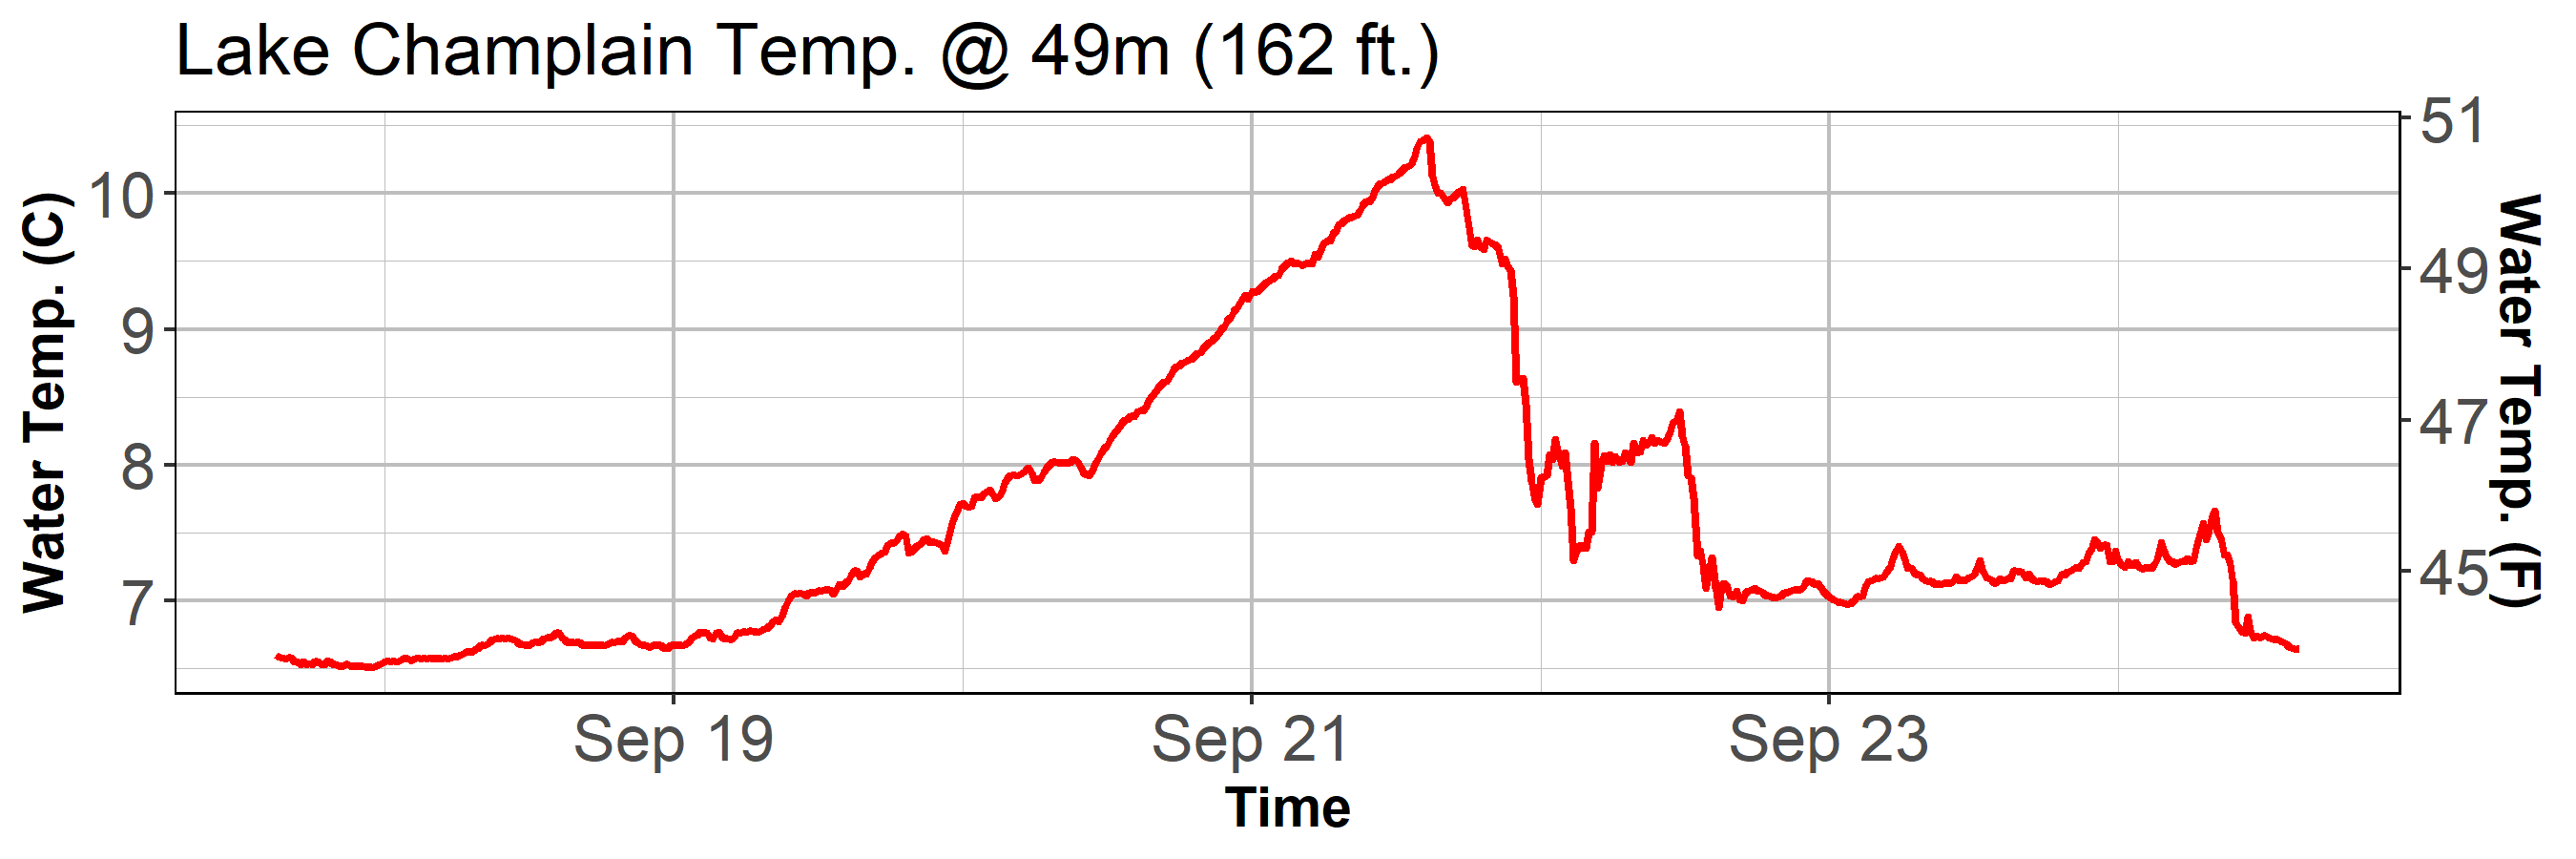 Lake Champlain Temp. @ 49m (162 ft.)
Water Temp. (C)
10
9
8
7
51
49
47
45
Water Temp. (F)
Sep 19
Sep 21
Sep 23
Time